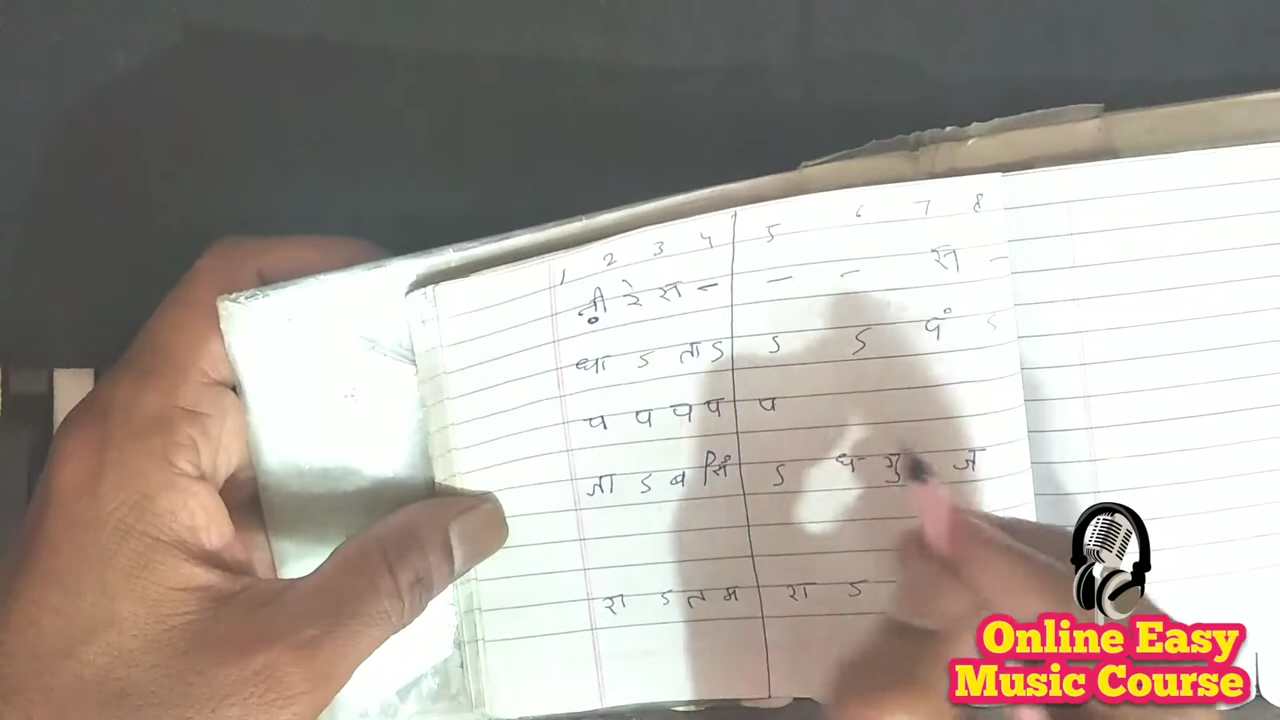 1 2 3 4 5 6 7 8
नी़ रे सा - - - सा -
धा ऽ ता ऽ ऽ ऽ पं ऽ
प प प प प
जा ऽ ब सिं ऽ ध गु ज
रा ऽ त म रा ऽ
Online Easy
Music Course